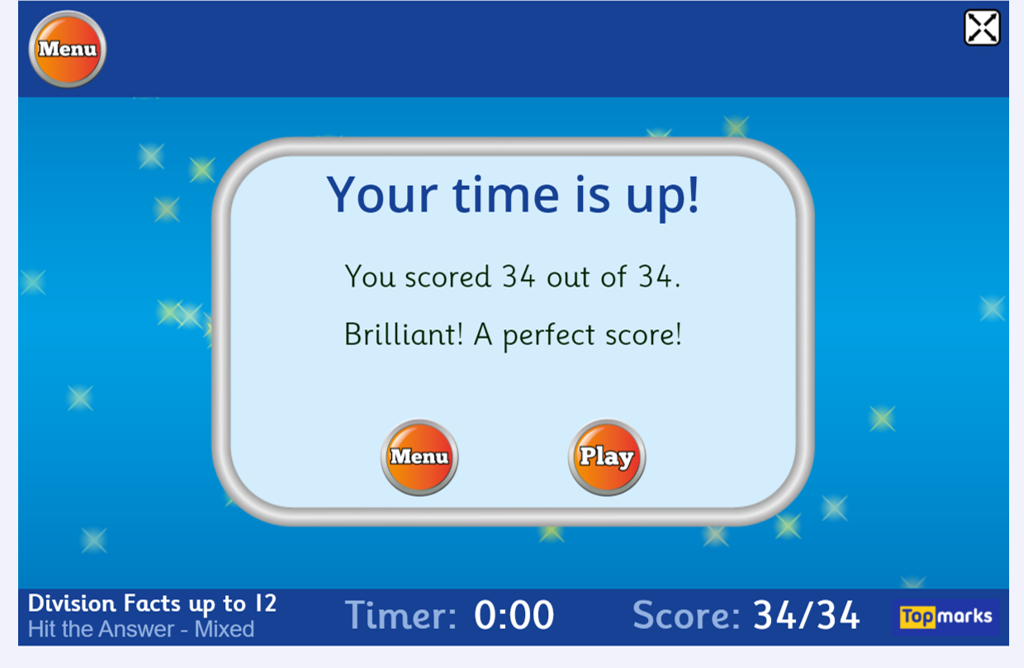 Menu
Your time is up!
You scored 34 out of 34.
Brilliant! A perfect score!
Menu
Play
Division Facts up to 12
Hit the Answer - Mixed
Timer: 0:00
Score: 34/34
Topmarks